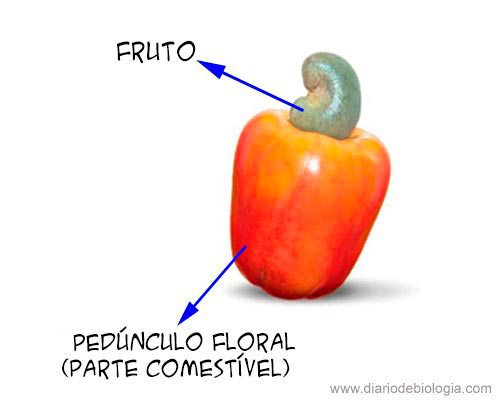 FRUTO
PEDÚNCULO FLORAL
(PARTE COMESTÍVEL)
www.diariodebiologia.com